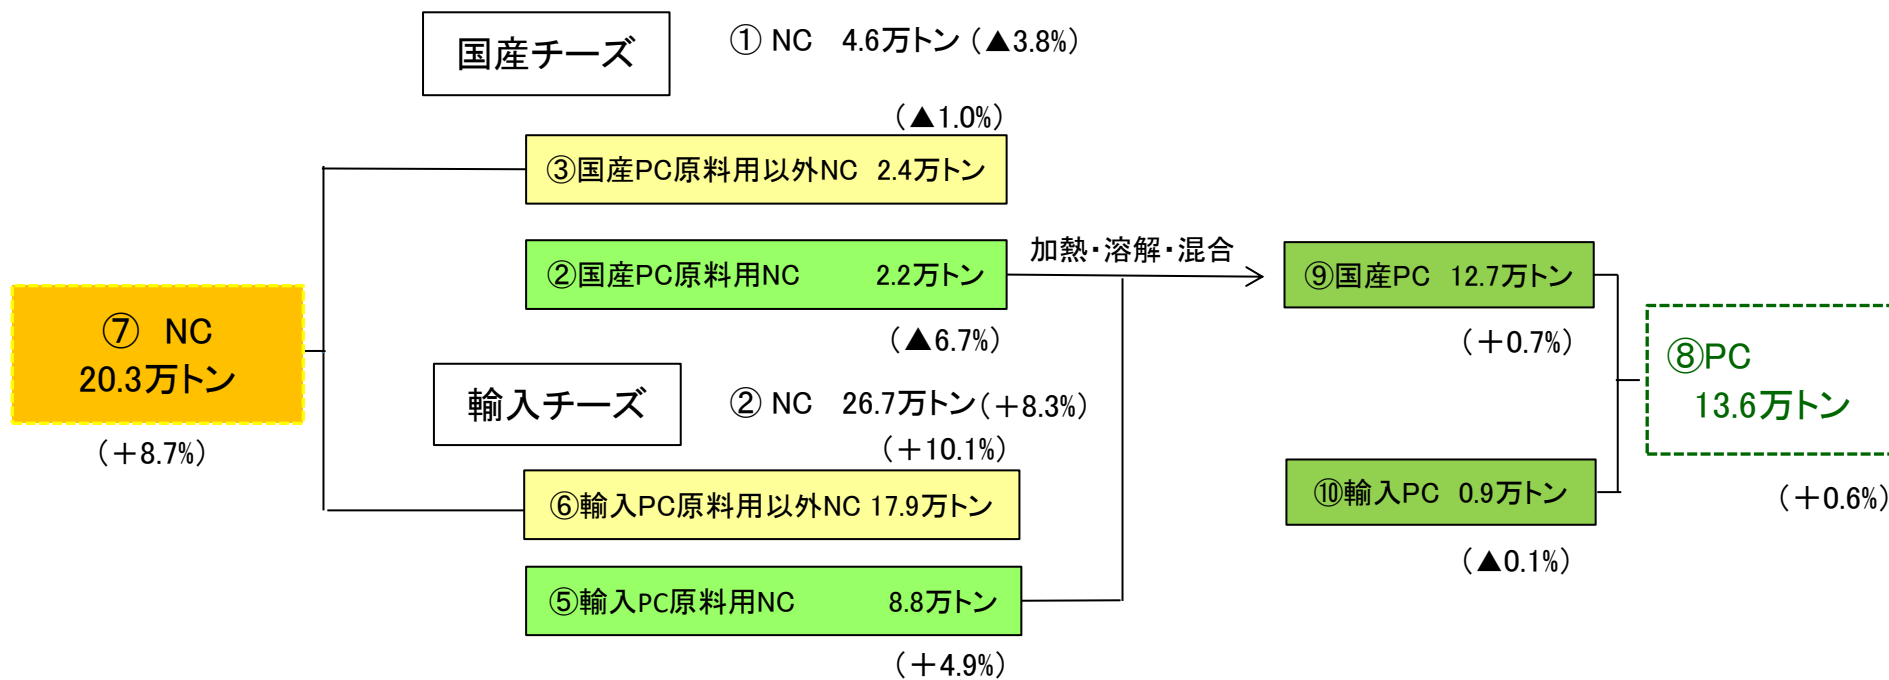 国産チーズ
① NC 4.6万トン（▲3.8%）
（▲1.0%）
③国産PC原料用以外NC 2.4万トン
②国産PC原料用NC 2.2万トン
（▲6.7%）
加熱・溶解・混合
⑨国産PC 12.7万トン
（＋0.7%）
⑦ NC
20.3万トン
（＋8.7%）
⑧PC
13.6万トン
（＋0.6%）
輸入チーズ
② NC 26.7万トン（＋8.3%）
（＋10.1%）
⑥輸入PC原料用以外NC 17.9万トン
⑤輸入PC原料用NC 8.8万トン
（＋4.9%）
⑩輸入PC 0.9万トン
（▲0.1%）